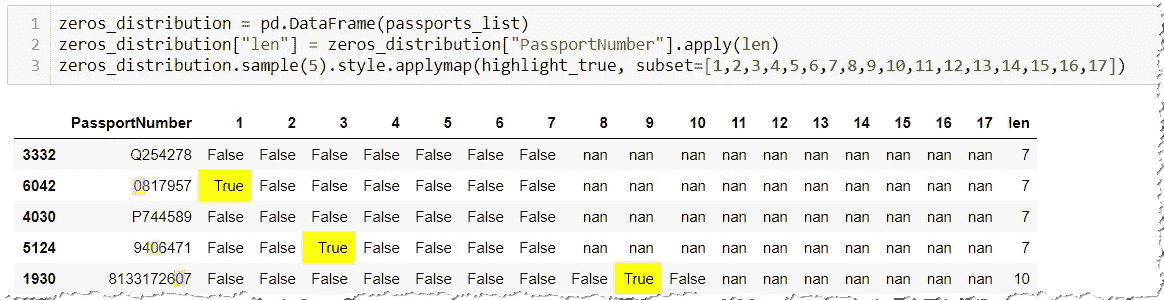 1 zeros_distribution = pd.DataFrame(passports_list)
2 zeros_distribution["len"] = zeros_distribution["PassportNumber"].apply(len)
3 zeros_distribution.sample(5).style.applymap(highlight_true, subset=[1,2,3,4,5,6,7,8,9,10,11,12,13,14,15,16,17])
PassportNumber 1 2 3 4 5 6 7 8 9 10 11 12 13 14 15 16 17 len
3332 Q254278 False False False False False False False nan nan nan nan nan nan nan nan nan nan 7
6042 0817957 True False False False False False False nan nan nan nan nan nan nan nan nan nan 7
4030 P744589 False False False False False False False nan nan nan nan nan nan nan nan nan nan 7
5124 9406471 False False True False False False False nan nan nan nan nan nan nan nan nan nan 7
1930 8133172607 False False False False False False False False True False nan nan nan nan nan nan nan 10